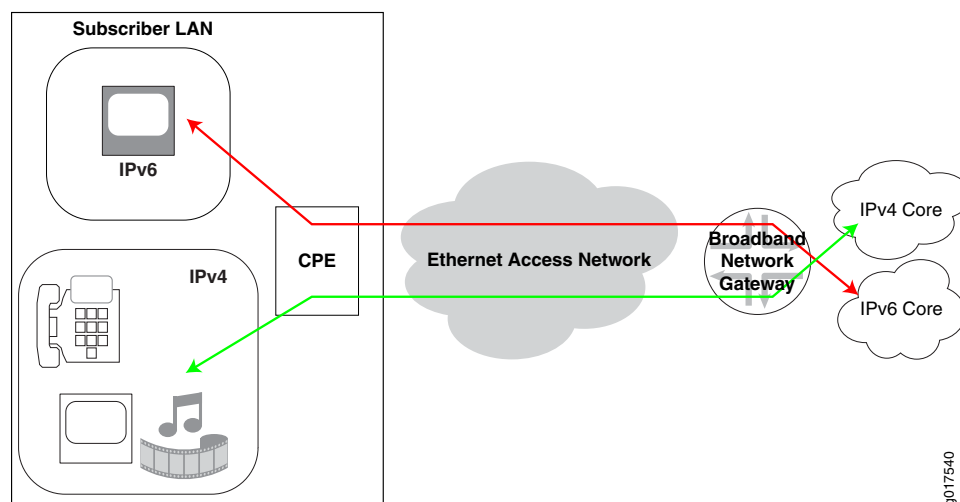 Subscriber LAN
IPv6
IPv4
CPE
Ethernet Access Network
Broadband
Network
Gateway
IPv4 Core
IPv6 Core
g017540